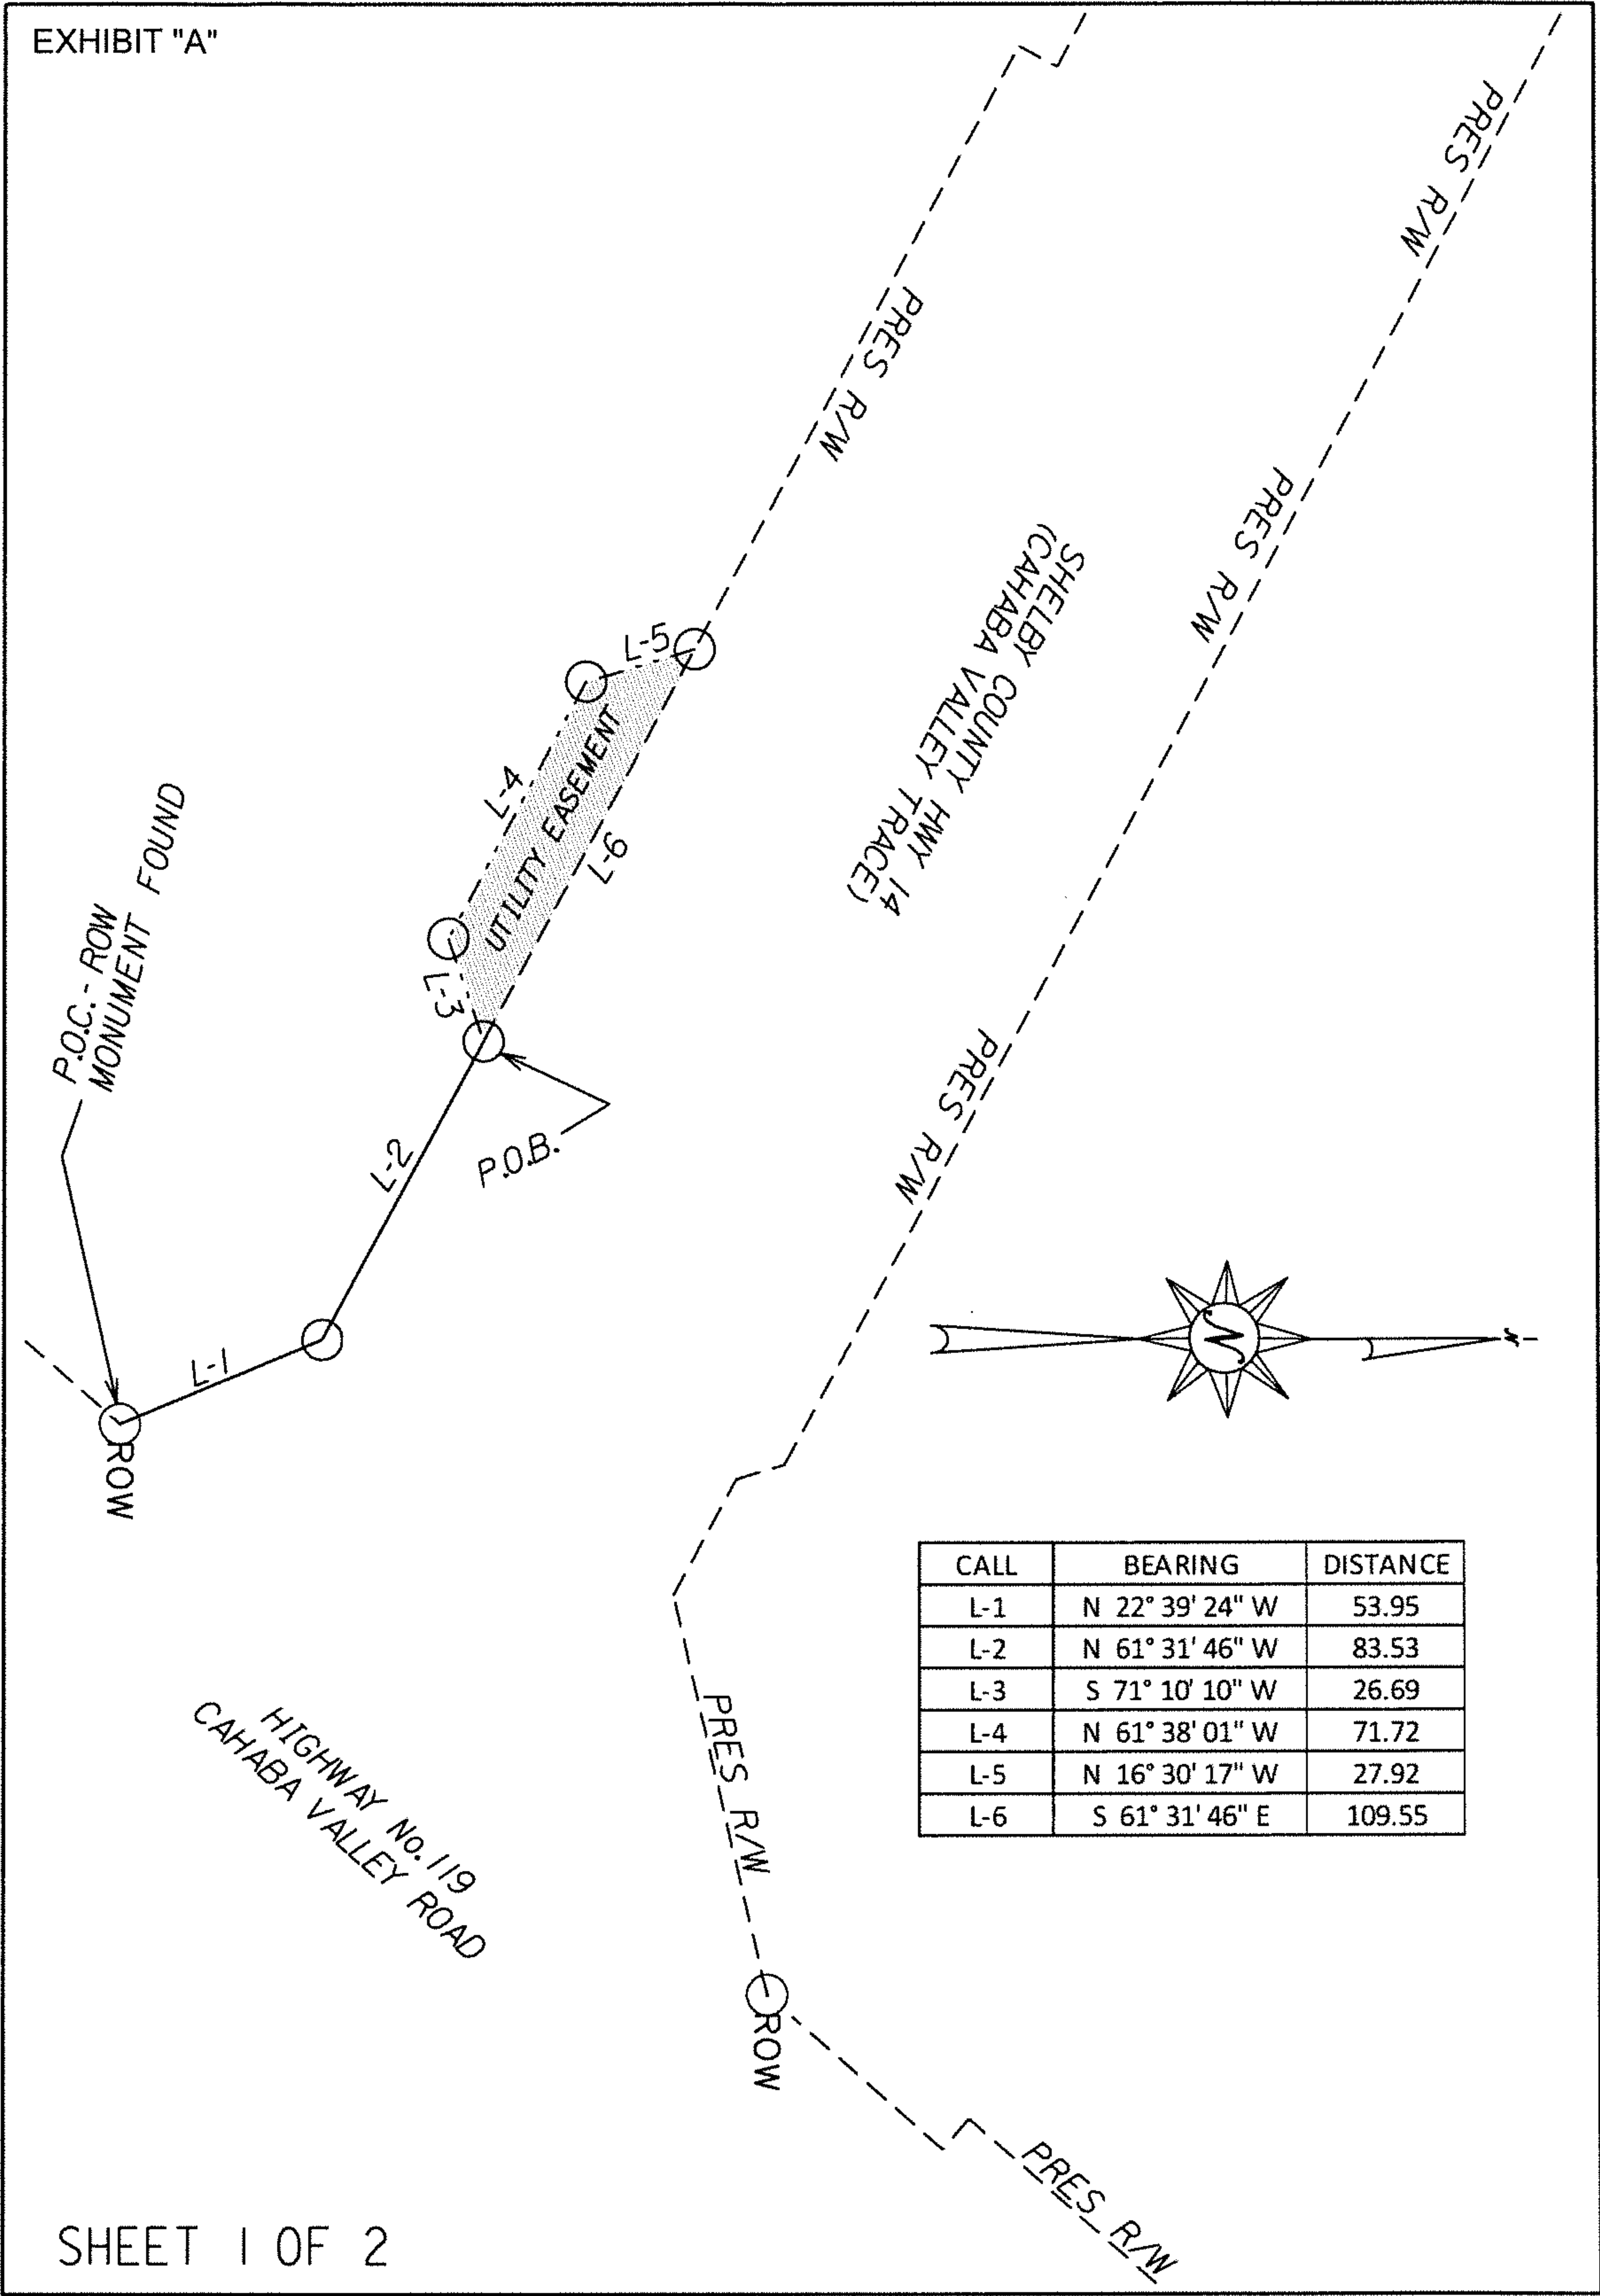 EXHIBIT "A"
PRES R/W
PRES R/W
PRES R/W
SHELBY COUNTY HWY 14
(CAHABA VALLEY TRACE)
L-5
L-4
UTILITY EASEMENT
L-6
L-3
P.O.C.- ROW
MONUMENT FOUND
P.O.B.
L-2
PRES R/W
L-1
ROW
N
CALL BEARING DISTANCE
L-1 N 22° 39' 24" W 53.95
L-2 N 61° 31' 46" W 83.53
L-3 S 71° 10' 10" W 26.69
L-4 N 61° 38' 01" W 71.72
L-5 N 16° 30' 17" W 27.92
L-6 S 61° 31' 46" E 109.55
HIGHWAY No. 119
CAHABA VALLEY ROAD
PRES R/W
ROW
PRES R/W
SHEET 1 OF 2